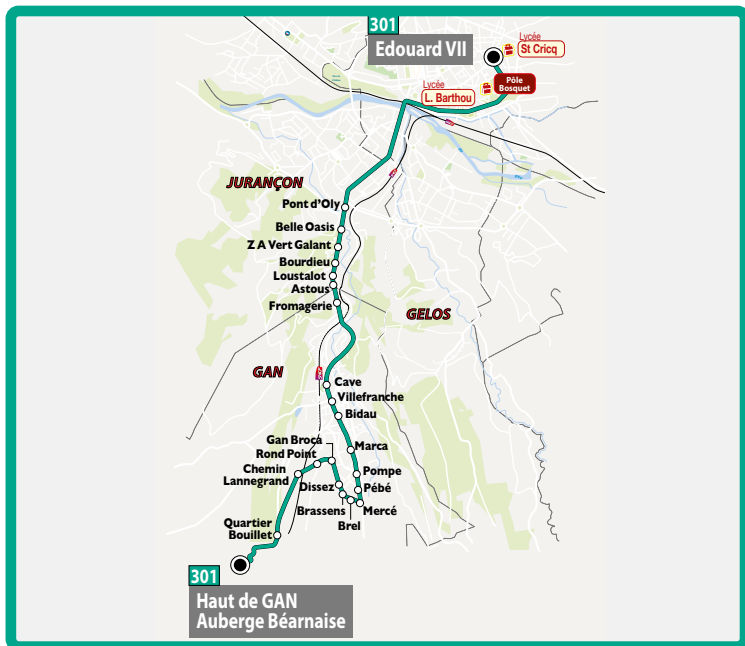 301
Edouard VII
Lycée
St Cricq
Pôle
Bosquet
Lycée
L. Barthou
JURANÇON
Pont d'Oly
Belle Oasis
Z A Vert Galant
Bourdieu
Loustalot
Astous
Fromagerie
GELOS
GAN
Cave
Villefranche
Bidau
Gan Broca
Rond Point
Marca
Chemin
Lannegrand
Pompe
Dissez
Pébé
Brassens
Mercé
Brel
Quartier
Bouillet
301
Haut de GAN
Auberge Béarnaise